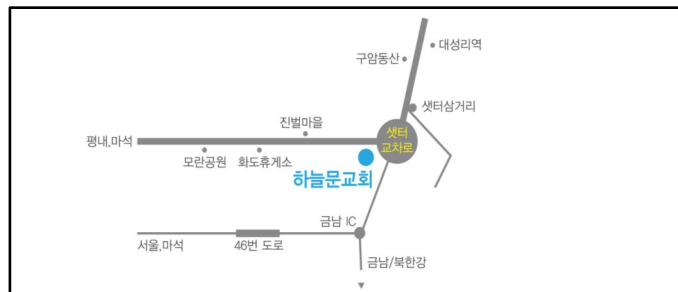 대성리역
구암동산
샛터삼거리
진벌마을
샛터
교차로
평내,마석
모란공원
화도휴게소
하늘문교회
금남 IC
서울,마석
46번 도로
금남/북한강